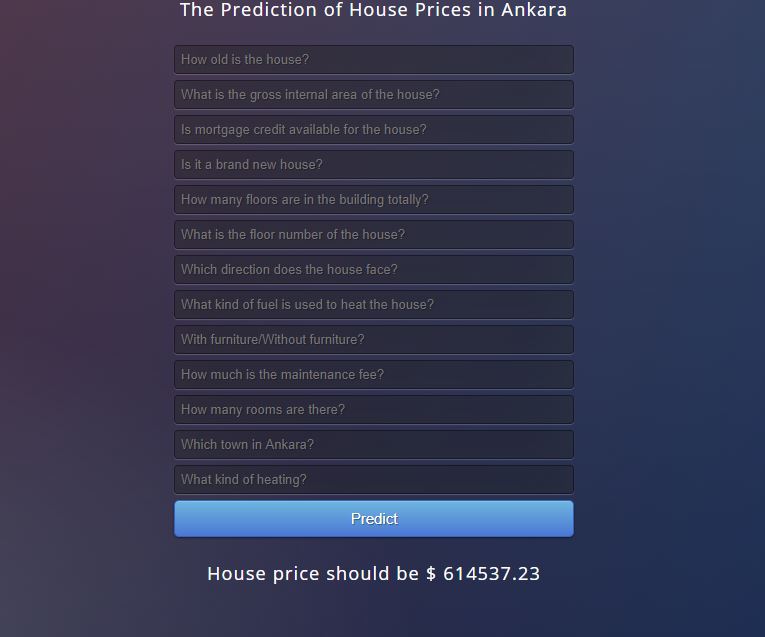 The Prediction of House Prices in Ankara
How old is the house?
What is the gross internal area of the house?
Is mortgage credit available for the house?
Is it a brand new house?
How many floors are in the building totally?
What is the floor number of the house?
Which direction does the house face?
What kind of fuel is used to heat the house?
With furniture/Without furniture?
How much is the maintenance fee?
How many rooms are there?
Which town in Ankara?
What kind of heating?
Predict
House price should be $ 614537.23